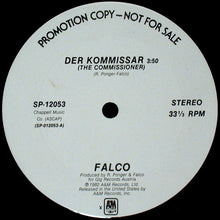 PROMOTION COPY—NOT FOR SALE
DER KOMMISSAR 3:50
(THE COMMISSIONER)
R. Ponger-Falco
SP-12053
Chappell Music
Co. (ASCAP)
(SP-012053-A)
STEREO
33⅓ RPM
FALCO
Produced by R. Ponger & Falco for
Gig Records Austria
℗ 1982 A&M Records, Ltd
Released in the United States by
A&M Records, Inc.
A&M